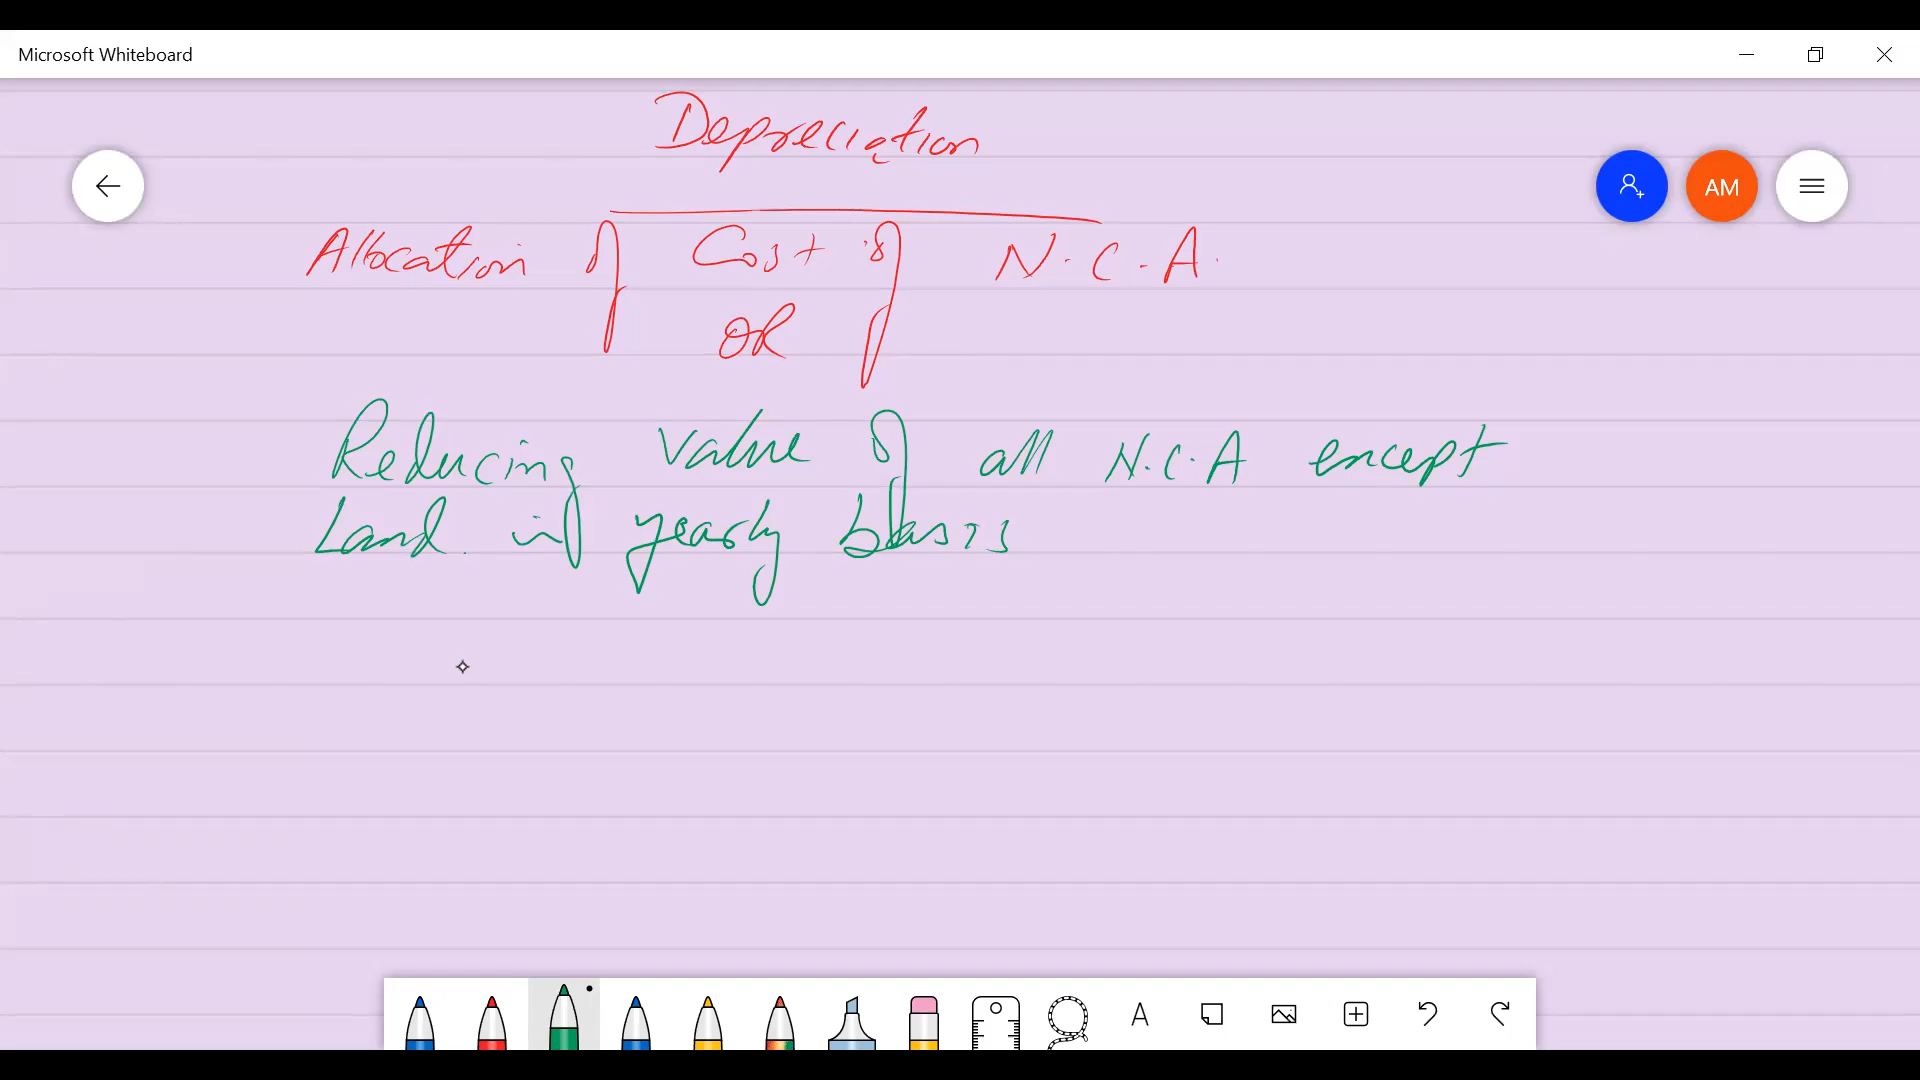 Microsoft Whiteboard
Depreciation
AM
Allocation of Cost of N.C.A.
OR
Reducing value of all N.C.A except
Land. in yearly basis
A